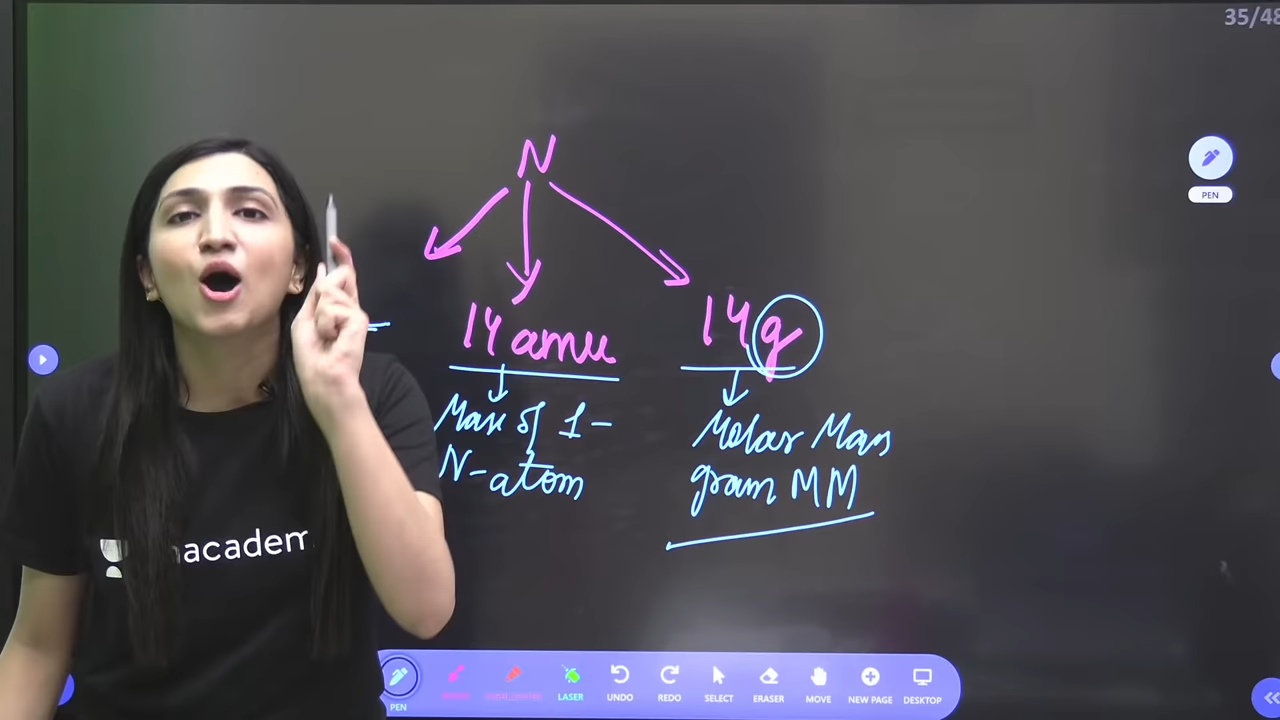 35/48
N
PEN
14 amu
14g
Mass of 1-
N-atom
Molar Mass
gram MM
academ
PEN
LASER
UNDO
REDO
SELECT
ERASER
MOVE
NEW PAGE
DESKTOP